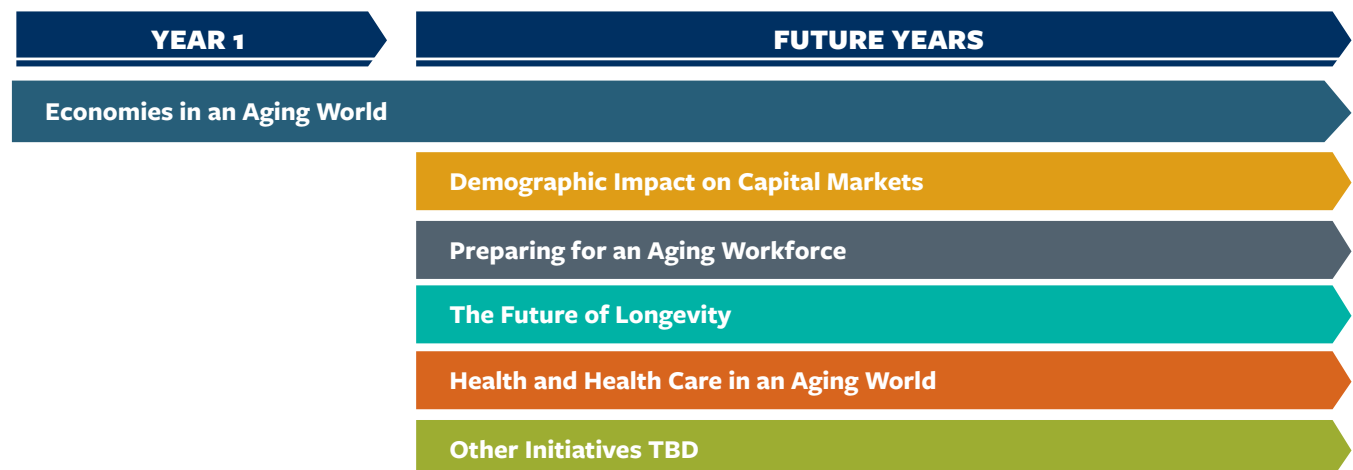 YEAR 1
FUTURE YEARS
Economies in an Aging World
Demographic Impact on Capital Markets
Preparing for an Aging Workforce
The Future of Longevity
Health and Health Care in an Aging World
Other Initiatives TBD